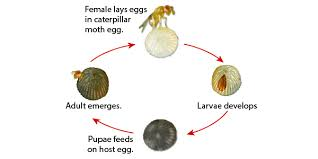 Female lays eggs
in caterpillar
moth egg.
Adult emerges.
Larvae develops
Pupae feeds
on host egg.